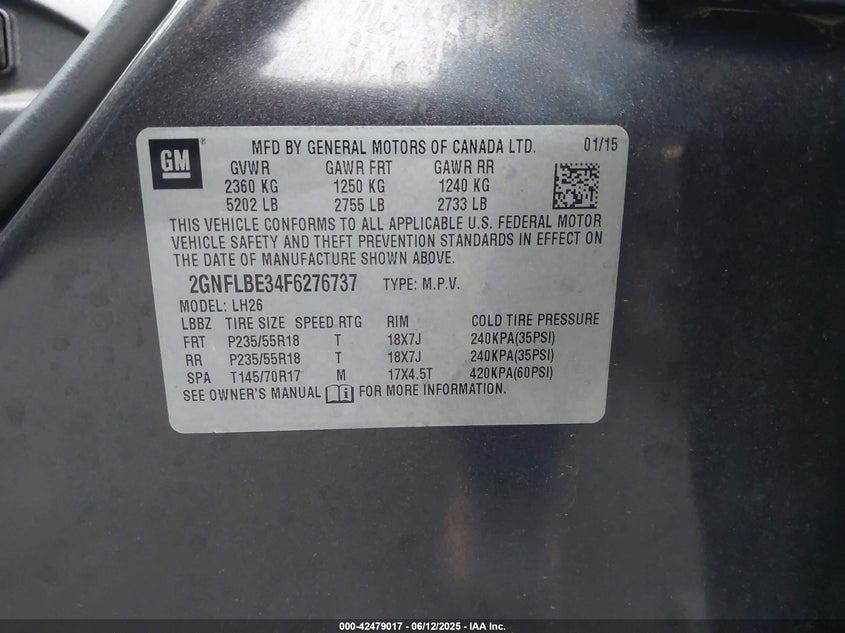 GM ® MFD BY GENERAL MOTORS OF CANADA LTD. 01/15
GVWR GAWR FRT GAWR RR
2360 KG 1250 KG 1240 KG
5202 LB 2755 LB 2733 LB
THIS VEHICLE CONFORMS TO ALL APPLICABLE U.S. FEDERAL MOTOR
VEHICLE SAFETY AND THEFT PREVENTION STANDARDS IN EFFECT ON
THE DATE OF MANUFACTURE SHOWN ABOVE.
2GNFLBE34F6276737 TYPE: M.P.V.
MODEL: LH26
LBBZ TIRE SIZE SPEED RTG RIM COLD TIRE PRESSURE
FRT P235/55R18 T 18X7J 240KPA(35PSI)
RR P235/55R18 T 18X7J 240KPA(35PSI)
SPA T145/70R17 M 17X4.5T 420KPA(60PSI)
SEE OWNER'S MANUAL i FOR MORE INFORMATION.
000-42479017 - 06/12/2025 - IAA Inc.